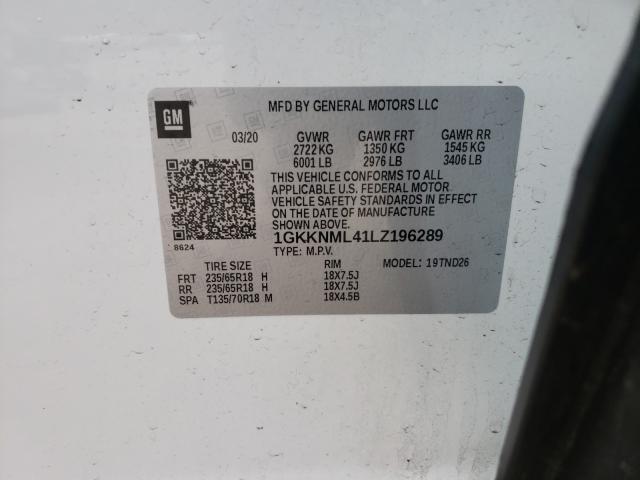 MFD BY GENERAL MOTORS LLC
GM
03/20 GVWR GAWR FRT GAWR RR
2722 KG 1350 KG 1545 KG
6001 LB 2976 LB 3406 LB
THIS VEHICLE CONFORMS TO ALL
APPLICABLE U.S. FEDERAL MOTOR
VEHICLE SAFETY STANDARDS IN EFFECT
ON THE DATE OF MANUFACTURE
SHOWN ABOVE.
1GKKNML41LZ196289
8624
TYPE: M.P.V.
TIRE SIZE RIM MODEL: 19TND26
FRT 235/65R18 H 18X7.5J
RR 235/65R18 H 18X7.5J
SPA T135/70R18 M 18X4.5B